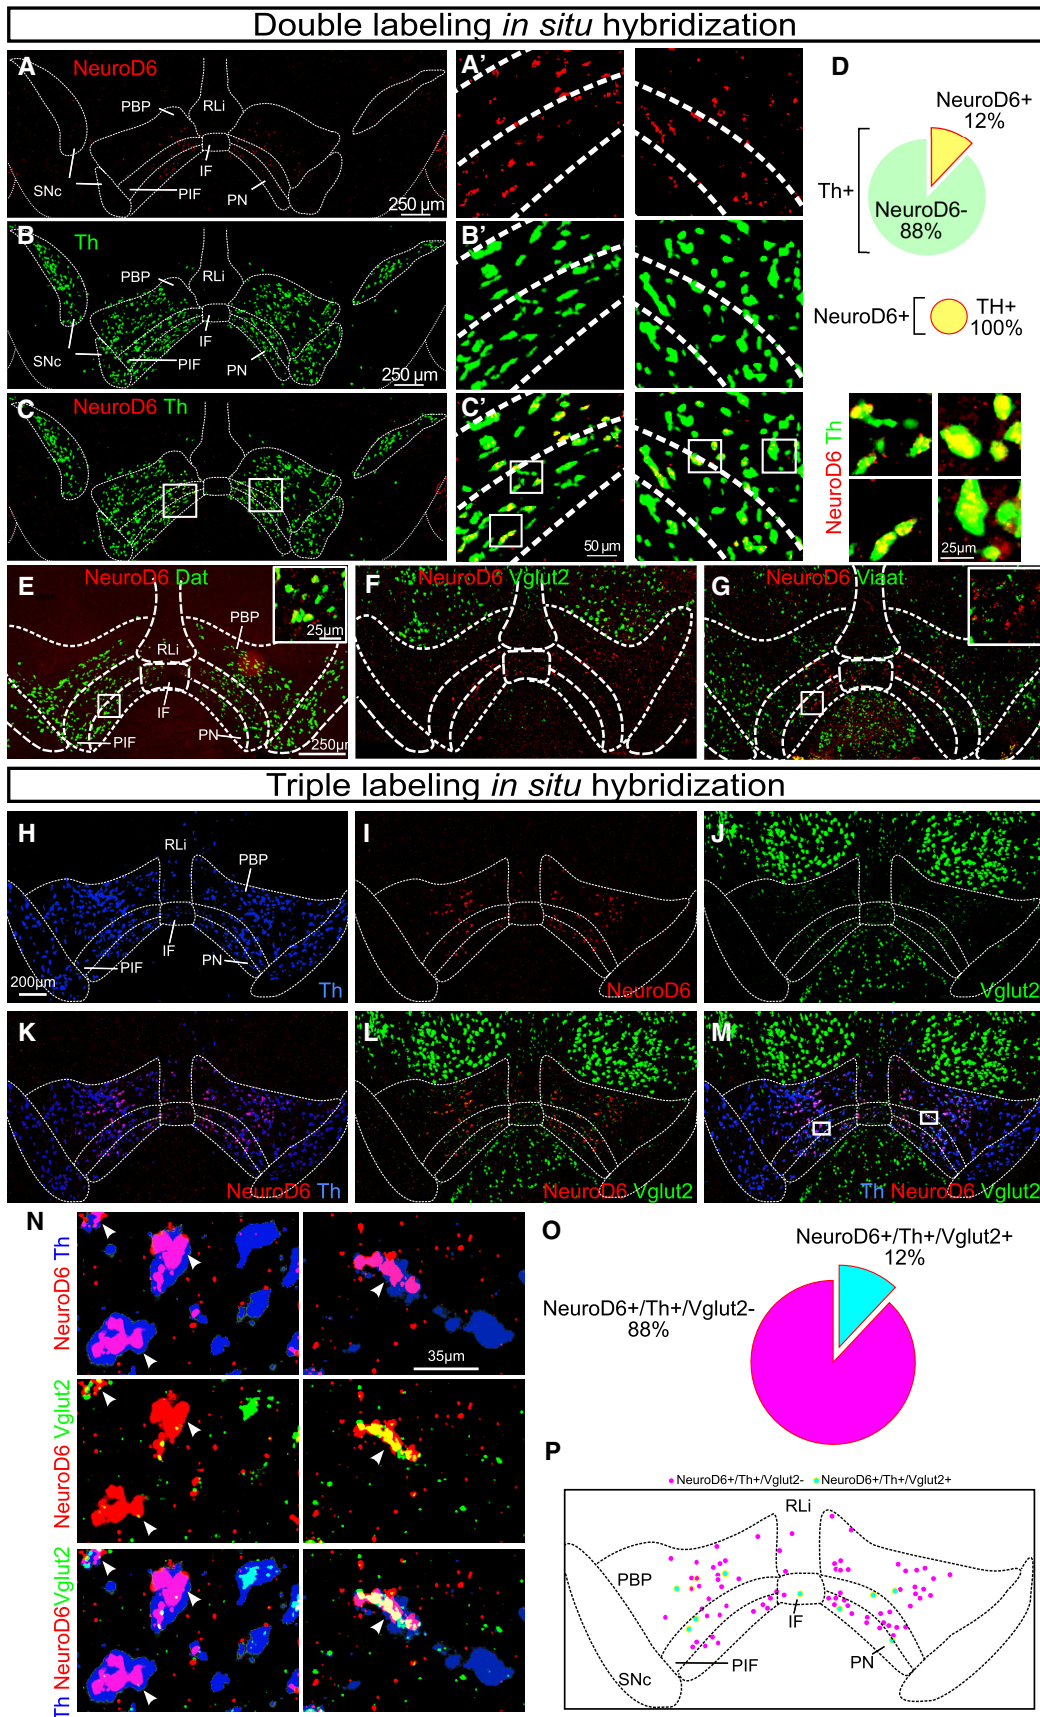 Double labeling in situ hybridization
A
NeuroD6
PBP
RLi
IF
SNc
PIF
PN
250 µm
A'
D
NeuroD6+
12%
Th+
NeuroD6-
88%
NeuroD6+
TH+
100%
B
Th
PBP
RLi
IF
SNc
PIF
PN
250 µm
B'
C
NeuroD6 Th
C'
50 µm
NeuroD6 Th
25µm
E
NeuroD6 Dat
25µm
PBP
RLi
IF
PIF
PN
250µm
F
NeuroD6 Vglut2
G
NeuroD6 Viaat
Triple labeling in situ hybridization
H
RLi
PBP
IF
PIF
PN
200µm
Th
I
NeuroD6
J
Vglut2
K
NeuroD6 Th
L
NeuroD6 Vglut2
M
Th NeuroD6 Vglut2
N
NeuroD6 Th
35µm
NeuroD6 Vglut2
Th NeuroD6Vglut2
O
NeuroD6+/Th+/Vglut2+
12%
NeuroD6+/Th+/Vglut2-
88%
P
NeuroD6+/Th+/Vglut2- NeuroD6+/Th+/Vglut2+
RLi
PBP
IF
PIF
PN
SNc